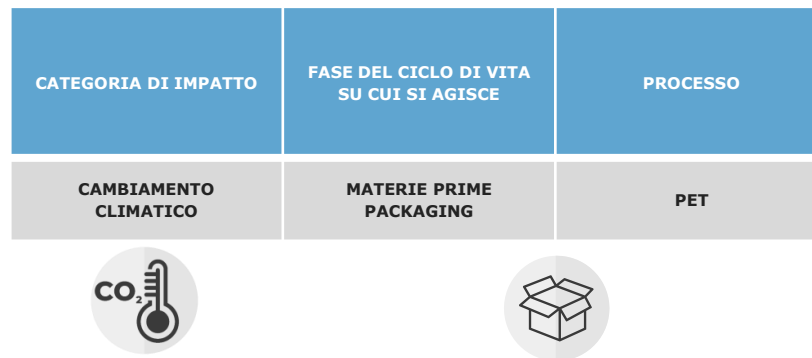 CATEGORIA DI IMPATTO
FASE DEL CICLO DI VITA
SU CUI SI AGISCE
PROCESSO
CAMBIAMENTO
CLIMATICO
MATERIE PRIME
PACKAGING
PET
CO₂